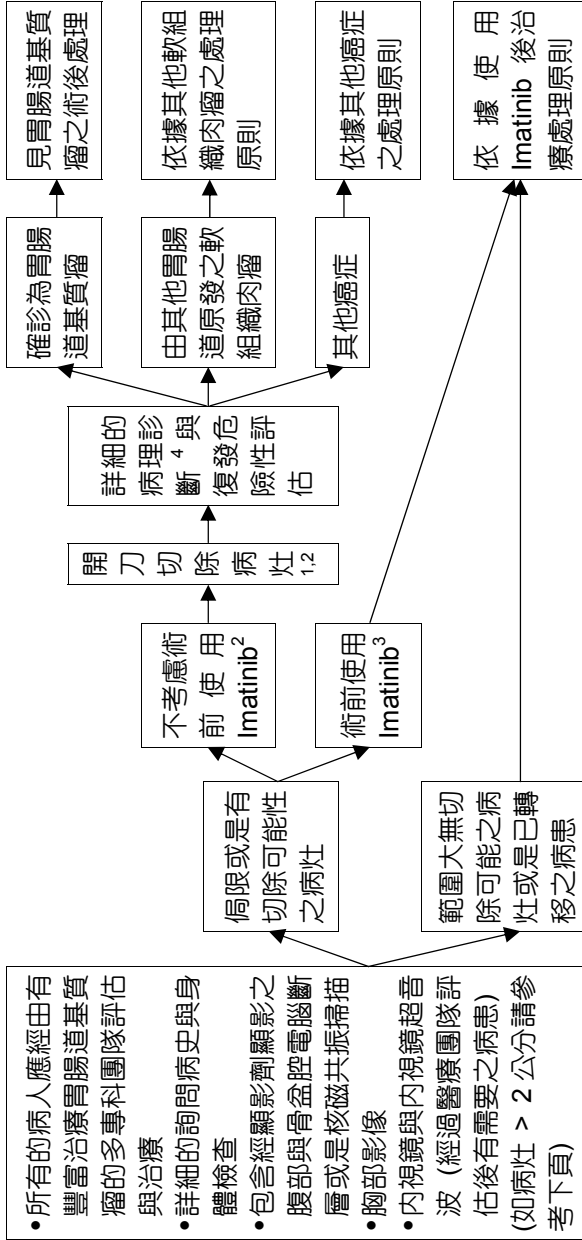 •所有的病人應經由有
豐富治療胃腸道基質
瘤的多專科團隊評估
與治療
•詳細的詢問病史與身
體檢查
•包含經顯影劑顯影之
腹部與骨盆腔電腦斷
層或是核磁共振掃描
•胸部影像
•內視鏡與內視鏡超音
波 (經過醫療團隊評
估後有需要之病患)
(如病灶 > 2 公分請參
考下頁)
侷限或是有
切除可能性
之病灶
範圍大無切
除可能之病
灶或是已轉
移之病患
不考慮術
前使用
Imatinib2
術前使用
Imatinib3
開刀切除病灶
1,2
詳細的
病理診
斷 4 與
復發危
險性評
估
確診為胃腸
道基質瘤
由其他胃腸
道原發之軟
組織肉瘤
其他癌症
見胃腸道基質
瘤之術後處理
依據其他軟組
織肉瘤之處理
原則
依據其他癌症
之處理原則
依據使用
Imatinib 後治
療處理原則